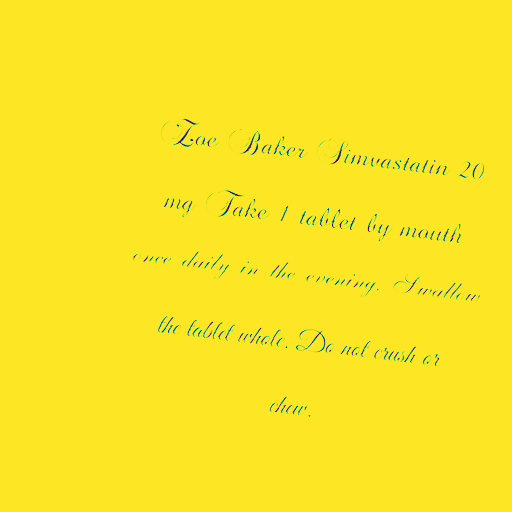 Zoe Baker Simvastatin 20
mg Take 1 tablet by mouth
once daily in the evening. Swallow
the tablet whole. Do not crush or
chew.